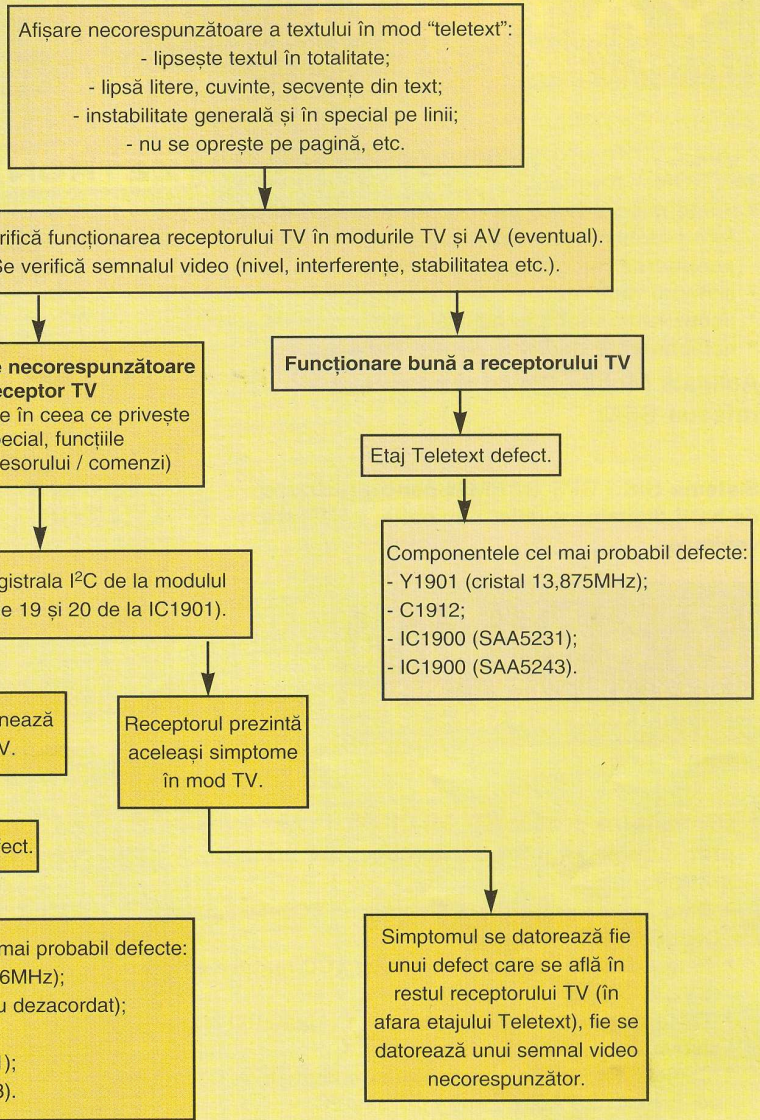 Afișare necorespunzătoare a textului în mod “teletext”:
- lipsește textul în totalitate;
- lipsă litere, cuvinte, secvențe din text;
- instabilitate generală și în special pe linii;
- nu se oprește pe pagină, etc.
rifică funcționarea receptorului TV în modurile TV și AV (eventual).
Se verifică semnalul video (nivel, interferențe, stabilitatea etc.).
e necorespunzătoare
eceptor TV
e în ceea ce privește
pecial, funcțiile
esorului / comenzi)
Funcționare bună a receptorului TV
Etaj Teletext defect.
Componentele cel mai probabil defecte:
- Y1901 (cristal 13,875MHz);
- C1912;
- IC1900 (SAA5231);
- IC1900 (SAA5243).
gistrala I²C de la modulul
e 19 și 20 de la IC1901).
nează
V.
Receptorul prezintă
aceleași simptome
în mod TV.
fect.
mai probabil defecte:
6MHz);
u dezacordat);
1);
3).
Simptomul se datorează fie
unui defect care se află în
restul receptorului TV (în
afara etajului Teletext), fie se
datorează unui semnal video
necorespunzător.